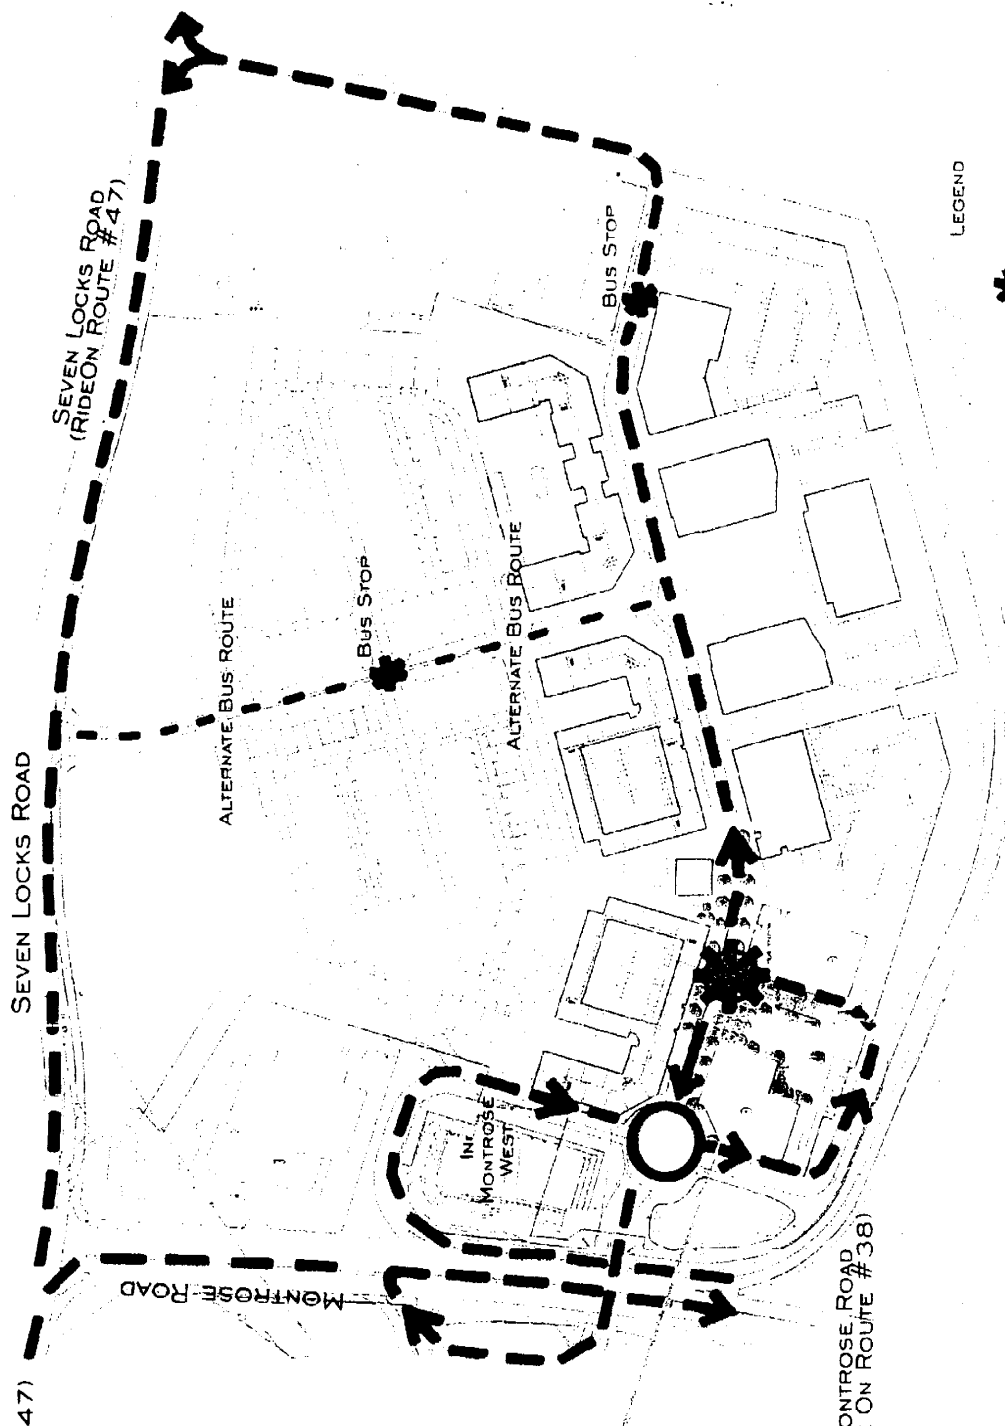 SEVEN LOCKS ROAD
(RIDEON ROUTE #47)
BUS STOP
LEGEND
ALTERNATE BUS ROUTE
BUS STOP
ALTERNATE BUS ROUTE
SEVEN LOCKS ROAD
MONTROSE
WEST
MONTROSE ROAD
47)
ONTROSE ROAD
ON ROUTE #38)